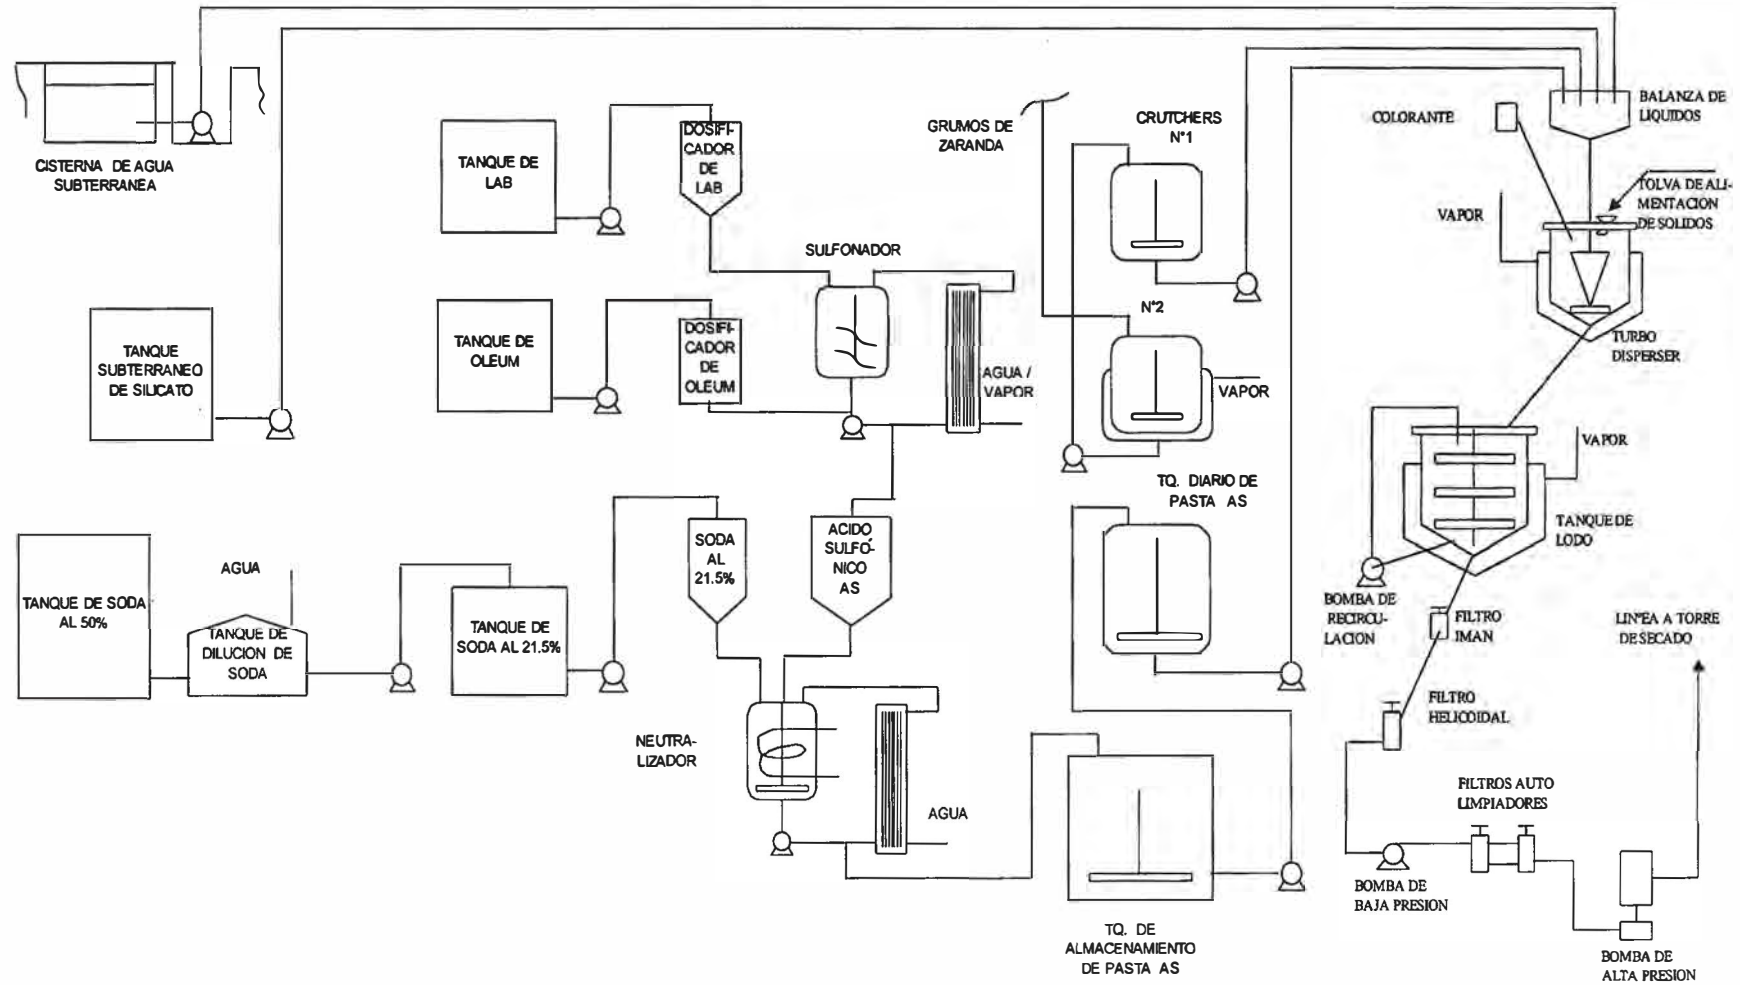 CISTERNA DE AGUA
SUBTERRANEA
TANQUE
SUBTERRANEO
DE SILICATO
TANQUE DE
LAB
DOSIFI-
CADOR
DE
LAB
TANQUE DE
OLEUM
DOSIFI-
CADOR
DE
OLEUM
SULFONADOR
AGUA /
VAPOR
GRUMOS DE
ZARANDA
CRUTCHERS
N°1
N°2
VAPOR
COLORANTE
BALANZA DE
LIQUIDOS
TOLVA DE ALI-
MENTACION
DE SOLIDOS
VAPOR
TURBO
DISPERSER
VAPOR
TANQUE DE
LODO
BOMBA DE
RECIRCU-
LACION
FILTRO
IMAN
FILTRO
HELICOIDAL
LINEA A TORRE
DE SECADO
TANQUE DE SODA
AL 50%
AGUA
TANQUE DE
DILUCION DE
SODA
TANQUE DE
SODA AL 21.5%
SODA
AL
21.5%
ACIDO
SULFÓ-
NICO
AS
NEUTRA-
LIZADOR
AGUA
TQ. DIARIO DE
PASTA AS
TQ. DE
ALMACENAMIENTO
DE PASTA AS
FILTROS AUTO
LIMPIADORES
BOMBA DE
BAJA PRESION
BOMBA DE
ALTA PRESION